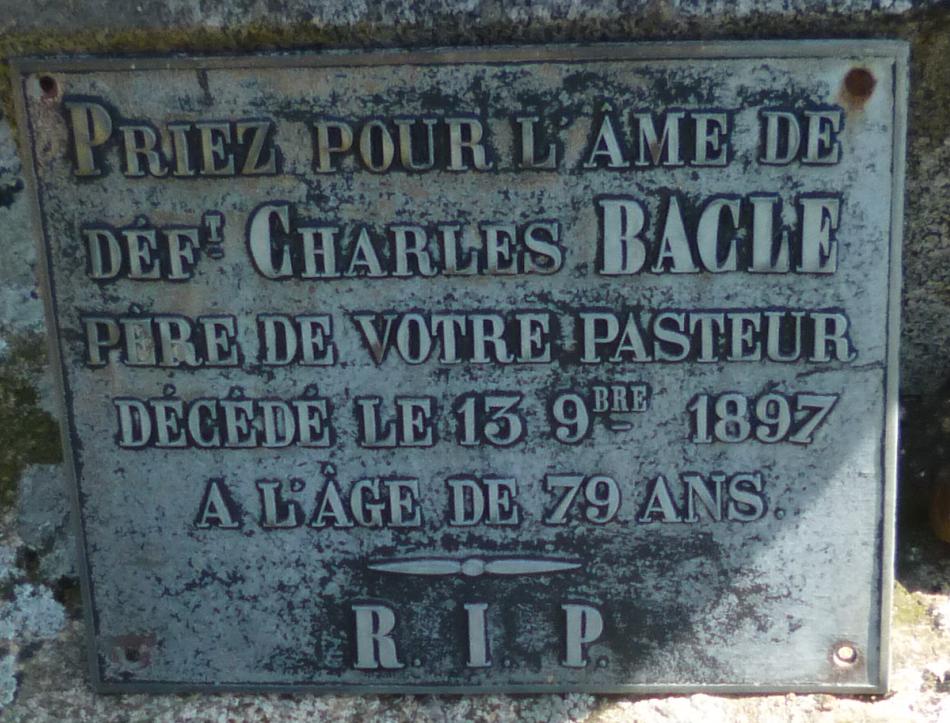 PRIEZ POUR L'ÂME DE
DÉFT CHARLES BACLE
PÈRE DE VOTRE PASTEUR
DÉCÉDÉ LE 13 9BRE 1897
A L'ÂGE DE 79 ANS.
R. I. P.